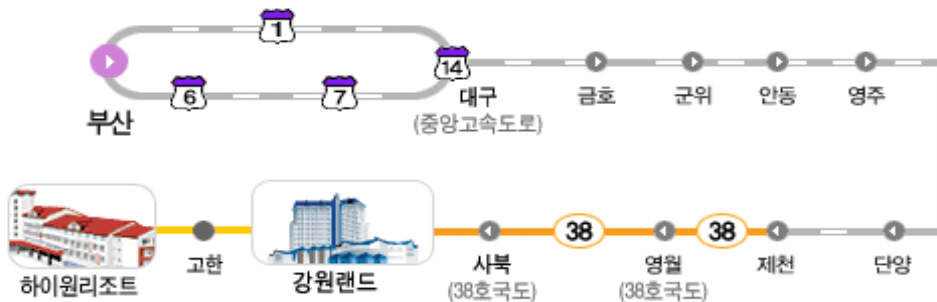 1
14
6
7
부산
대구
(중앙고속도로)
금호
군위
안동
영주
하이원리조트
고한
강원랜드
사북
(38호국도)
38
영월
(38호국도)
38
제천
단양